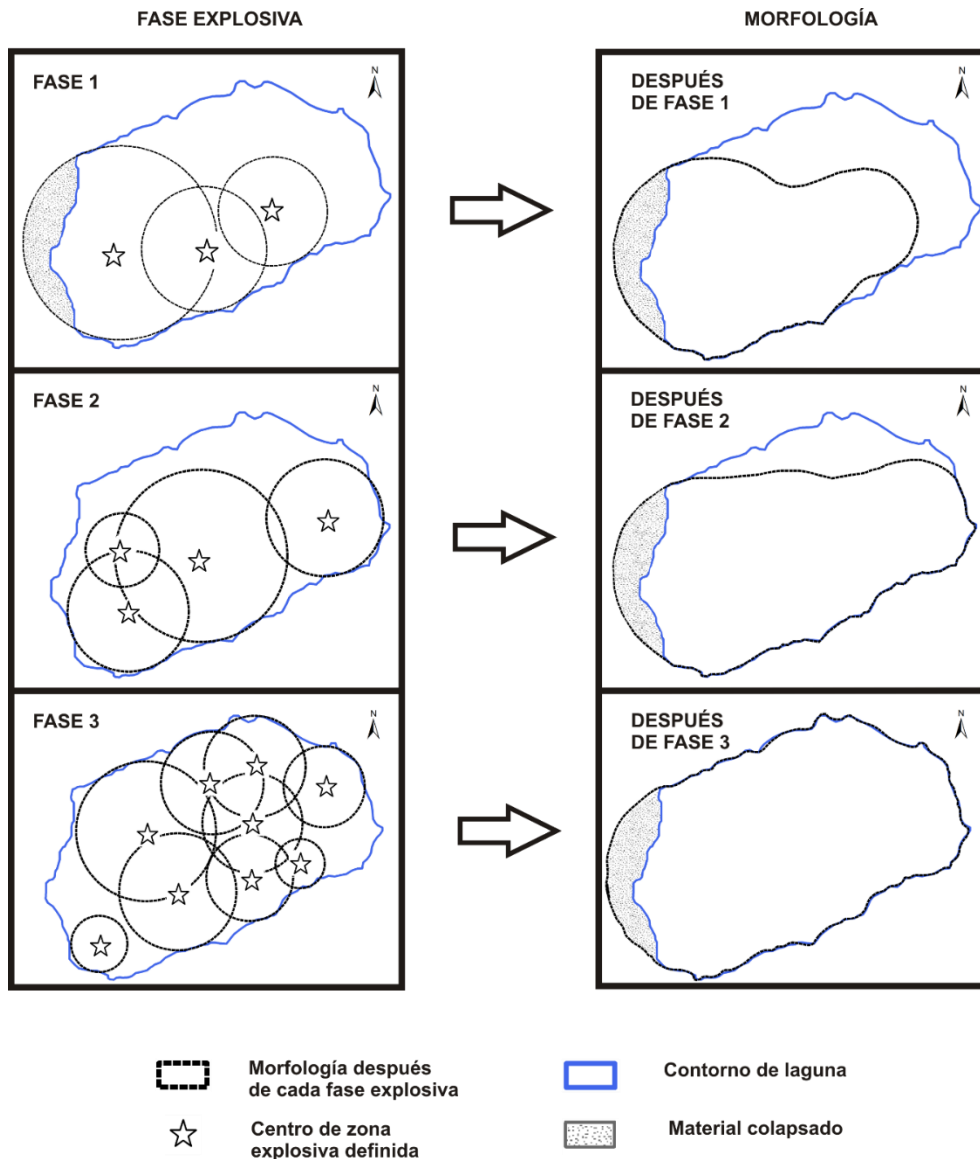 FASE EXPLOSIVA
MORFOLOGÍA
FASE 1
N
DESPUÉS
DE FASE 1
N
FASE 2
N
DESPUÉS
DE FASE 2
N
FASE 3
N
DESPUÉS
DE FASE 3
N
Morfología después
de cada fase explosiva
Contorno de laguna
Centro de zona
explosiva definida
Material colapsado